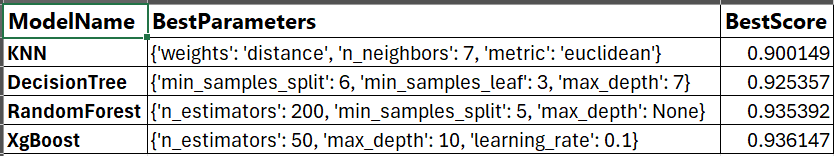 ModelName BestParameters BestScore
KNN {'weights': 'distance', 'n_neighbors': 7, 'metric': 'euclidean'} 0.900149
DecisionTree {'min_samples_split': 6, 'min_samples_leaf': 3, 'max_depth': 7} 0.925357
RandomForest {'n_estimators': 200, 'min_samples_split': 5, 'max_depth': None} 0.935392
XgBoost {'n_estimators': 50, 'max_depth': 10, 'learning_rate': 0.1} 0.936147